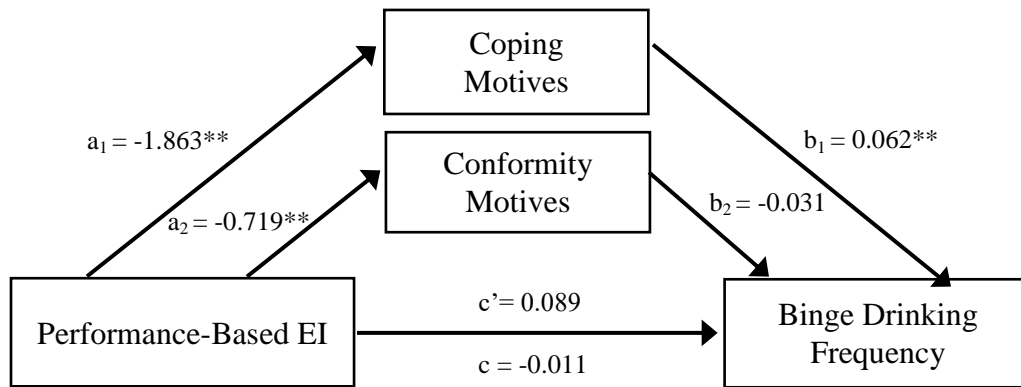 Coping
Motives
a₁ = -1.863**
b₁ = 0.062**
Conformity
Motives
a₂ = -0.719**
b₂ = -0.031
Performance-Based EI
c’= 0.089
c = -0.011
Binge Drinking
Frequency